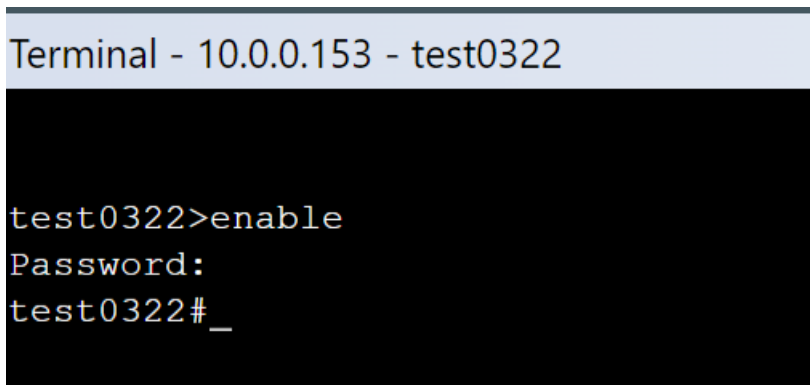 Terminal - 10.0.0.153 - test0322
test0322>enable
Password:
test0322#_